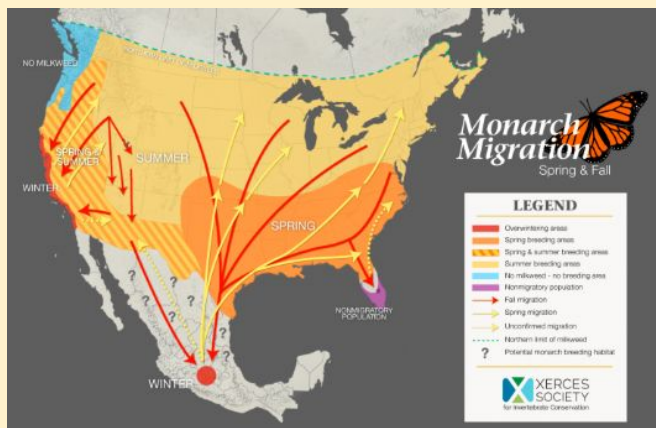 Monarch
Migration
Spring & Fall
NO MILKWEED
SPRING &
SUMMER
SUMMER
WINTER
SPRING
NONMIGRATORY
POPULATION
WINTER
?
?
?
?
?
?
?
?
LEGEND
Overwintering areas
Spring breeding areas
Spring & summer breeding areas
Summer breeding areas
No milkweed - no breeding area
Nonmigratory population
Fall migration
Spring migration
Unconfirmed migration
Northern limit of milkweed
? Potential monarch breeding habitat
XERCES
SOCIETY
for Invertebrate Conservation